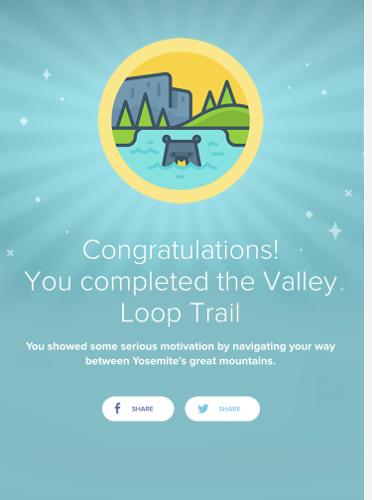 Congratulations!
You completed the Valley
Loop Trail
You showed some serious motivation by navigating your way
between Yosemite's great mountains.
SHARE SHARE